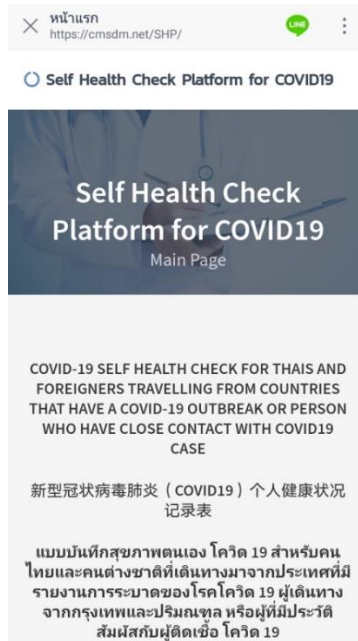 หน้าแรก
https://cmsdm.net/SHP/
LINE
Self Health Check Platform for COVID19
Self Health Check
Platform for COVID19
Main Page
COVID-19 SELF HEALTH CHECK FOR THAIS AND
FOREIGNERS TRAVELLING FROM COUNTRIES
THAT HAVE A COVID-19 OUTBREAK OR PERSON
WHO HAVE CLOSE CONTACT WITH COVID19
CASE
新型冠状病毒肺炎（COVID19）个人健康状况
记录表
แบบบันทึกสุขภาพตนเอง โควิด 19 สำหรับคน
ไทยและคนต่างชาติที่เดินทางมาจากประเทศที่มี
รายงานการระบาดของโรคโควิด 19 ผู้เดินทาง
จากกรุงเทพและปริมณฑล หรือผู้ที่มีประวัติ
สัมผัสกับผู้ติดเชื้อ โควิด 19